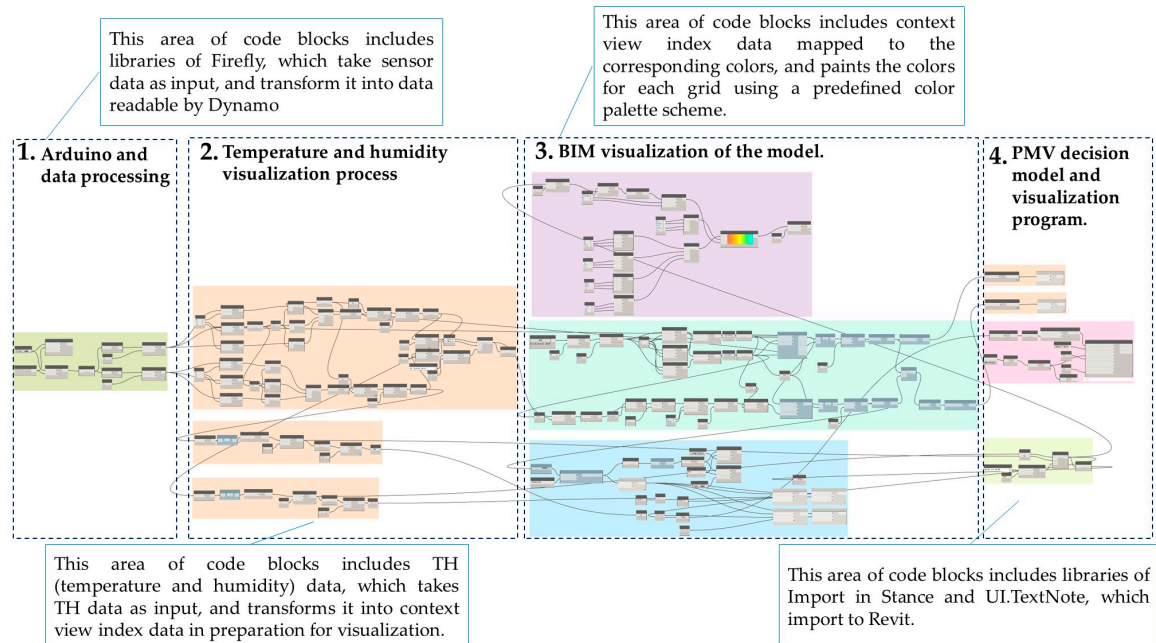 This area of code blocks includes
libraries of Firefly, which take sensor
data as input, and transform it into data
readable by Dynamo
This area of code blocks includes context
view index data mapped to the
corresponding colors, and paints the colors
for each grid using a predefined color
palette scheme.
1. Arduino and
data processing
2. Temperature and humidity
visualization process
3. BIM visualization of the model.
4. PMV decision
model and
visualization
program.
This area of code blocks includes TH
(temperature and humidity) data, which takes
TH data as input, and transforms it into context
view index data in preparation for visualization.
This area of code blocks includes libraries of
Import in Stance and UI.TextNote, which
import to Revit.